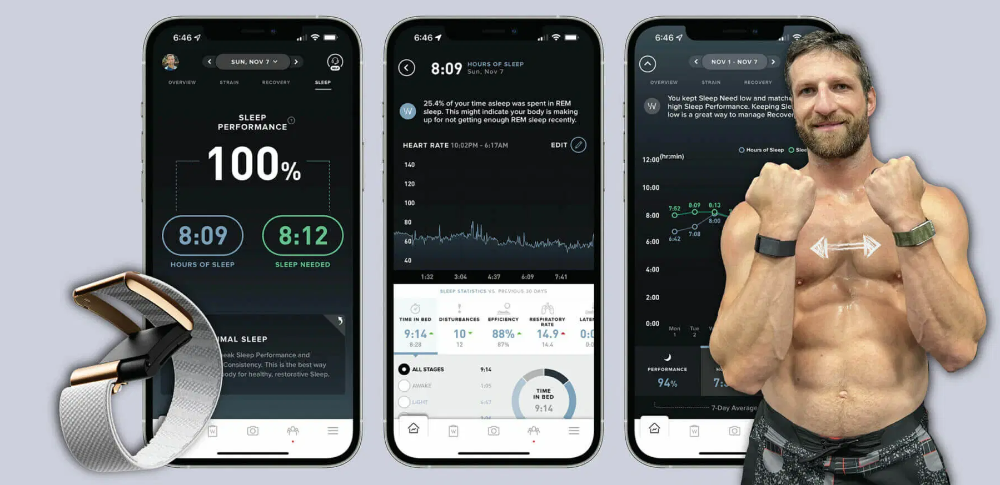 6:46
SUN, NOV 7
HELP
OVERVIEW
STRAIN
RECOVERY
SLEEP
SLEEP
PERFORMANCE
?
100%
8:09
8:12
HOURS OF SLEEP
SLEEP NEEDED
MAL SLEEP
eak Sleep Performance and
Consistency. This is the best way
body for healthy, restorative Sleep.
W
6:46
8:09
HOURS OF SLEEP
Sun, Nov 7
W
25.4% of your time asleep was spent in REM
sleep. This might indicate your body is making
up for not getting enough REM sleep recently.
HEART RATE 10:02PM - 6:17AM
EDIT
140
120
100
80
60
40
1:32
3:04
4:37
6:09
7:41
SLEEP STATISTICS VS. PREVIOUS 30 DAYS
TIME IN BED
DISTURBANCES
EFFICIENCY
RESPIRATORY
RATE
LATEN
9:14
10
88%
14.9
0:0
8:28
12
87%
14.4
0:0
ALL STAGES
9:14
AWAKE
1:05
LIGHT
4:47
TIME
IN BED
9:14
W
6:46
NOV 1 - NOV 7
OVERVIEW
STRAIN
RECOVERY
W
You kept Sleep Need low and matche
high Sleep Performance. Keeping Sle
low is a great way to manage Recover
Hours of Sleep
Slee
12:00 (hr:min)
10:00
8:00
6:00
4:00
2:00
0:00
7:52
8:09
8:13
6:42
7:08
8:00
Mon
1
Tue
2
W
PERFORMANCE
94%
H
7:
7-Day Average
W